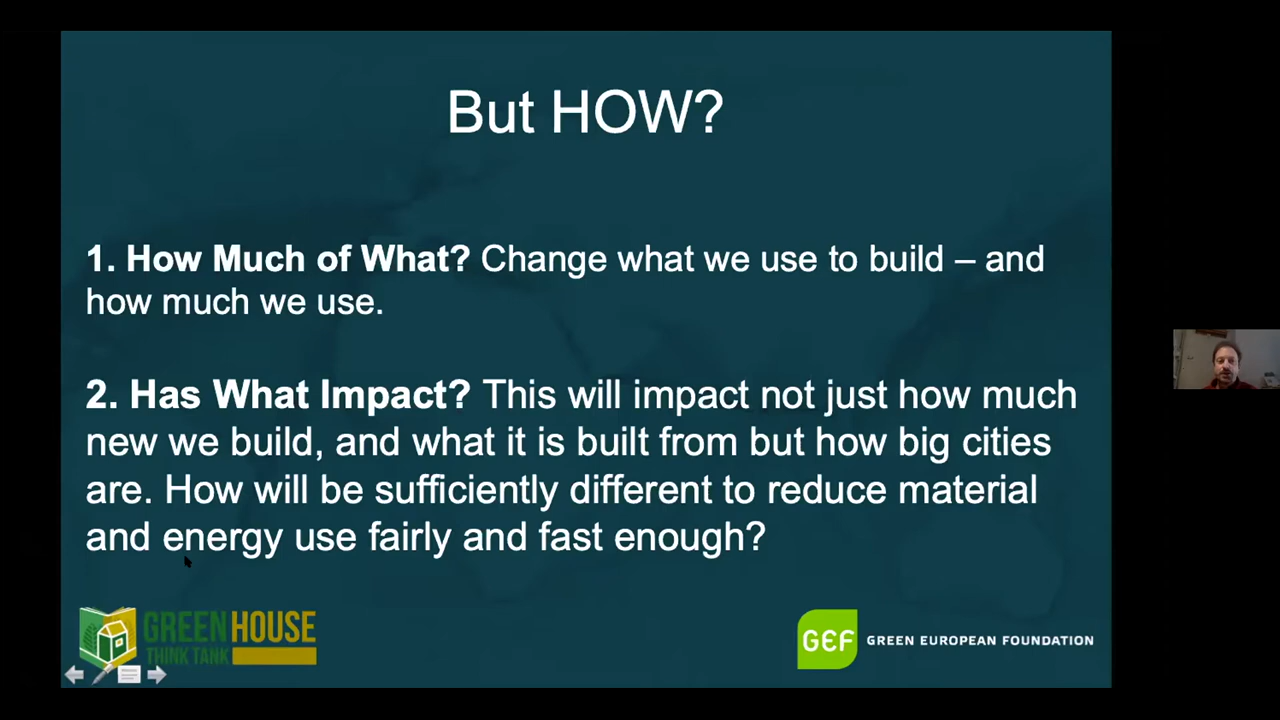 But HOW?
1. How Much of What? Change what we use to build – and
how much we use.
2. Has What Impact? This will impact not just how much
new we build, and what it is built from but how big cities
are. How will be sufficiently different to reduce material
and energy use fairly and fast enough?
GREEN HOUSE
THINK TANK
GEF GREEN EUROPEAN FOUNDATION